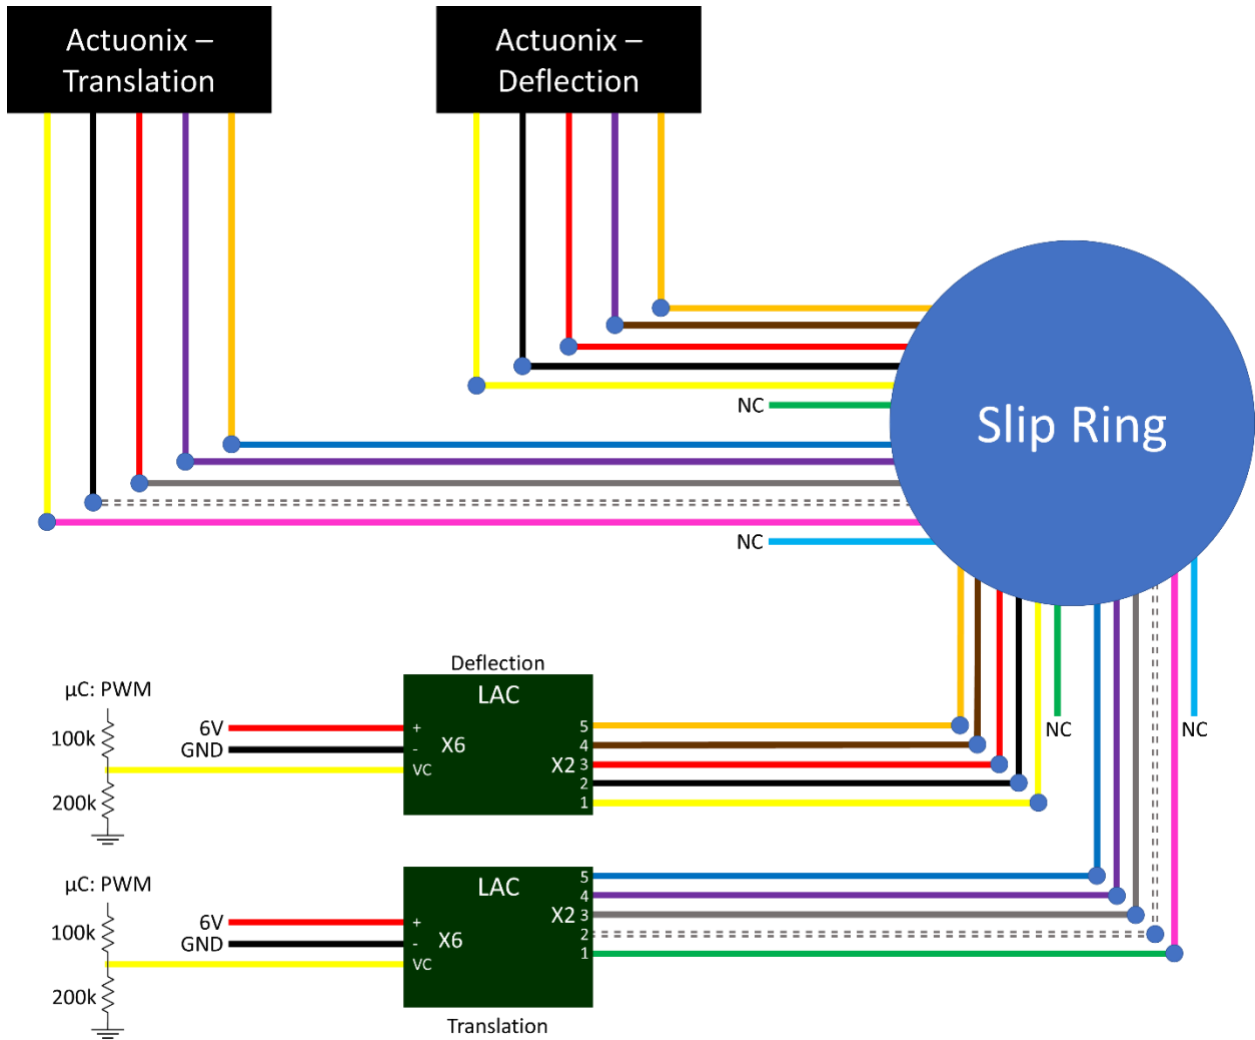 Actuonix –
Translation
Actuonix –
Deflection
Slip Ring
NC
NC
Deflection
LAC
µC: PWM
100k
200k
6V
GND
+
-
VC
X6
X2
5
4
3
2
1
NC
NC
µC: PWM
100k
200k
6V
GND
LAC
+
-
VC
X6
X2
5
4
3
2
1
Translation